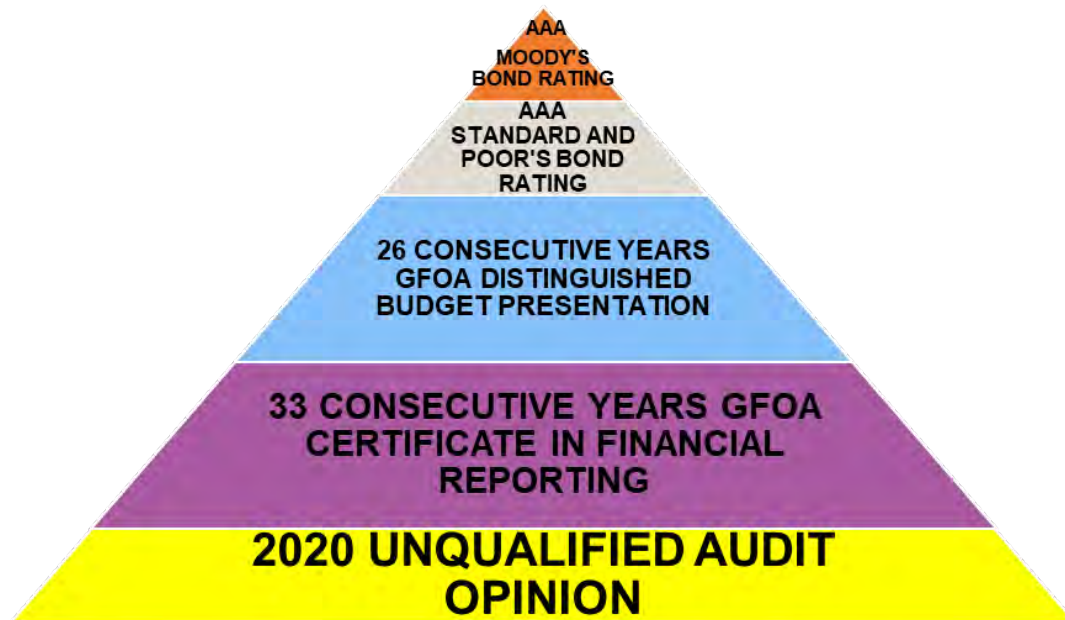 AAA
MOODY'S
BOND RATING
AAA
STANDARD AND
POOR'S BOND
RATING
26 CONSECUTIVE YEARS
GFOA DISTINGUISHED
BUDGET PRESENTATION
33 CONSECUTIVE YEARS GFOA
CERTIFICATE IN FINANCIAL
REPORTING
2020 UNQUALIFIED AUDIT
OPINION